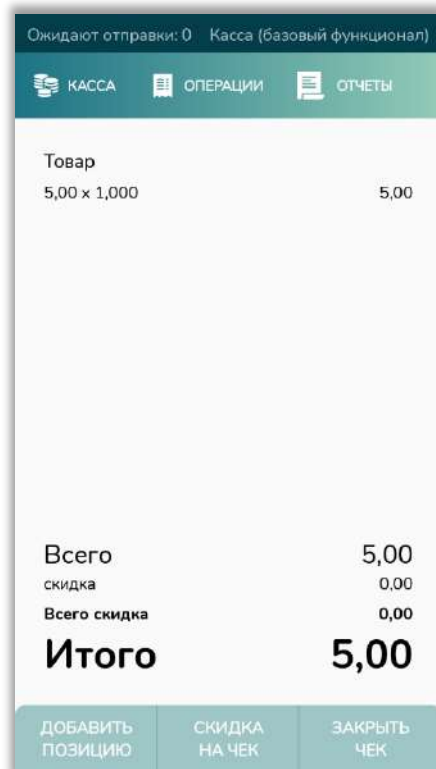 Ожидают отправки: 0 Касса (базовый функционал)
КАССА ОПЕРАЦИИ ОТЧЕТЫ
Товар
5,00 x 1,000 5,00
Всего 5,00
скидка 0,00
Всего скидка 0,00
Итого 5,00
ДОБАВИТЬ ПОЗИЦИЮ
СКИДКА НА ЧЕК
ЗАКРЫТЬ ЧЕК